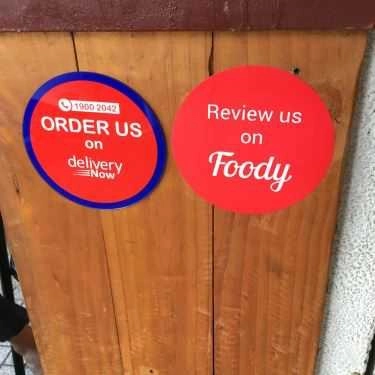 1900 2042
ORDER US
on
delivery
Now
Review us
on
Foody